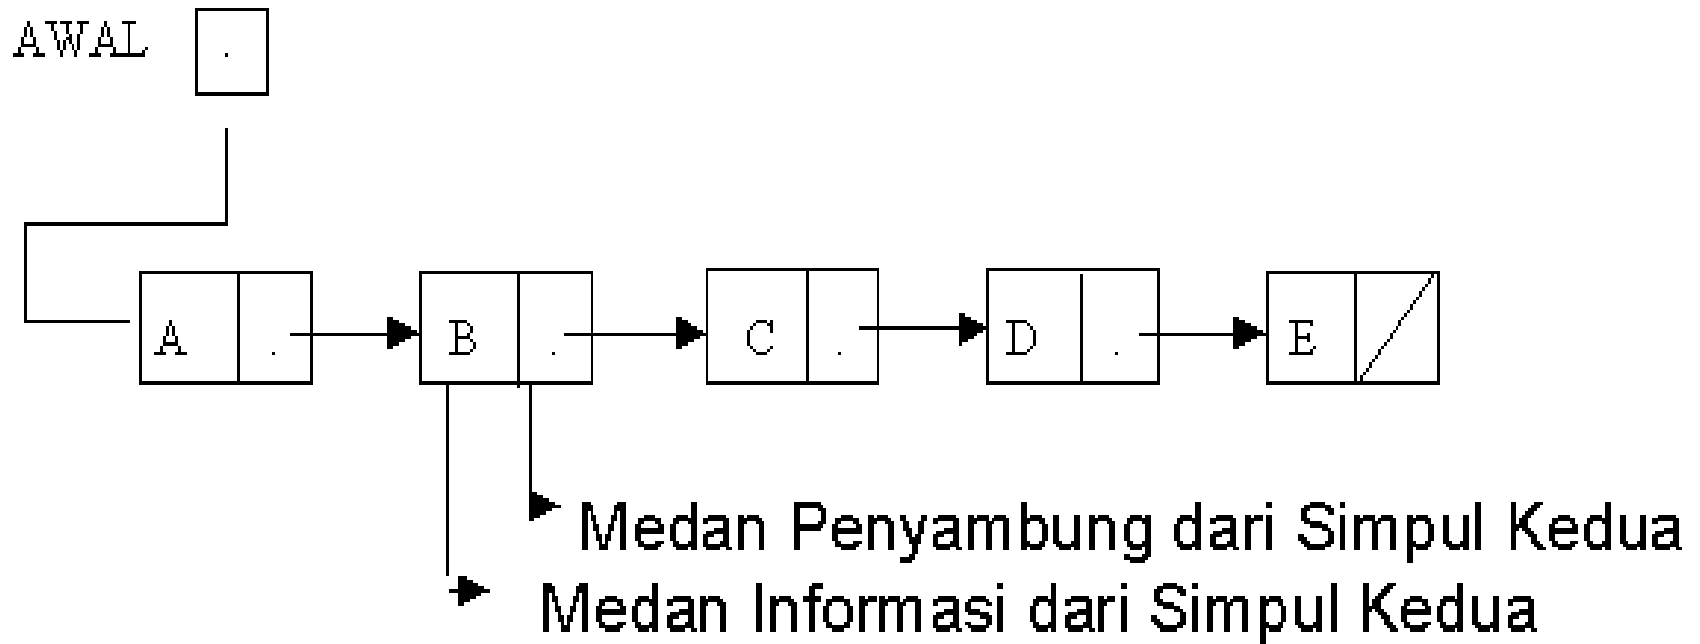 AWAL
A B C D E
Medan Penyambung dari Simpul Kedua
Medan Informasi dari Simpul Kedua